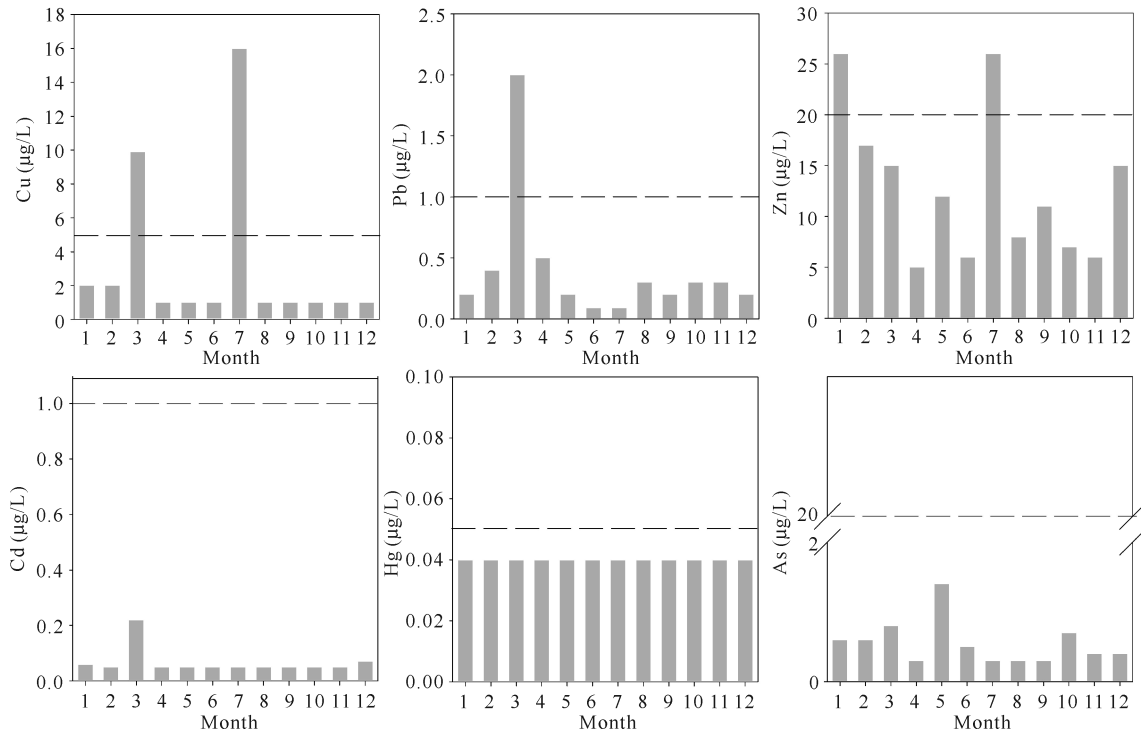 Cu (μg/L)
18
16
14
12
10
8
6
4
2
0
1 2 3 4 5 6 7 8 9 10 11 12
Month
Pb (μg/L)
2.5
2.0
1.5
1.0
0.5
0.0
1 2 3 4 5 6 7 8 9 10 11 12
Month
Zn (μg/L)
30
25
20
15
10
5
0
1 2 3 4 5 6 7 8 9 10 11 12
Month
Cd (μg/L)
1.0
0.8
0.6
0.4
0.2
0.0
1 2 3 4 5 6 7 8 9 10 11 12
Month
Hg (μg/L)
0.10
0.08
0.06
0.04
0.02
0.00
1 2 3 4 5 6 7 8 9 10 11 12
Month
As (μg/L)
20
2
0
1 2 3 4 5 6 7 8 9 10 11 12
Month